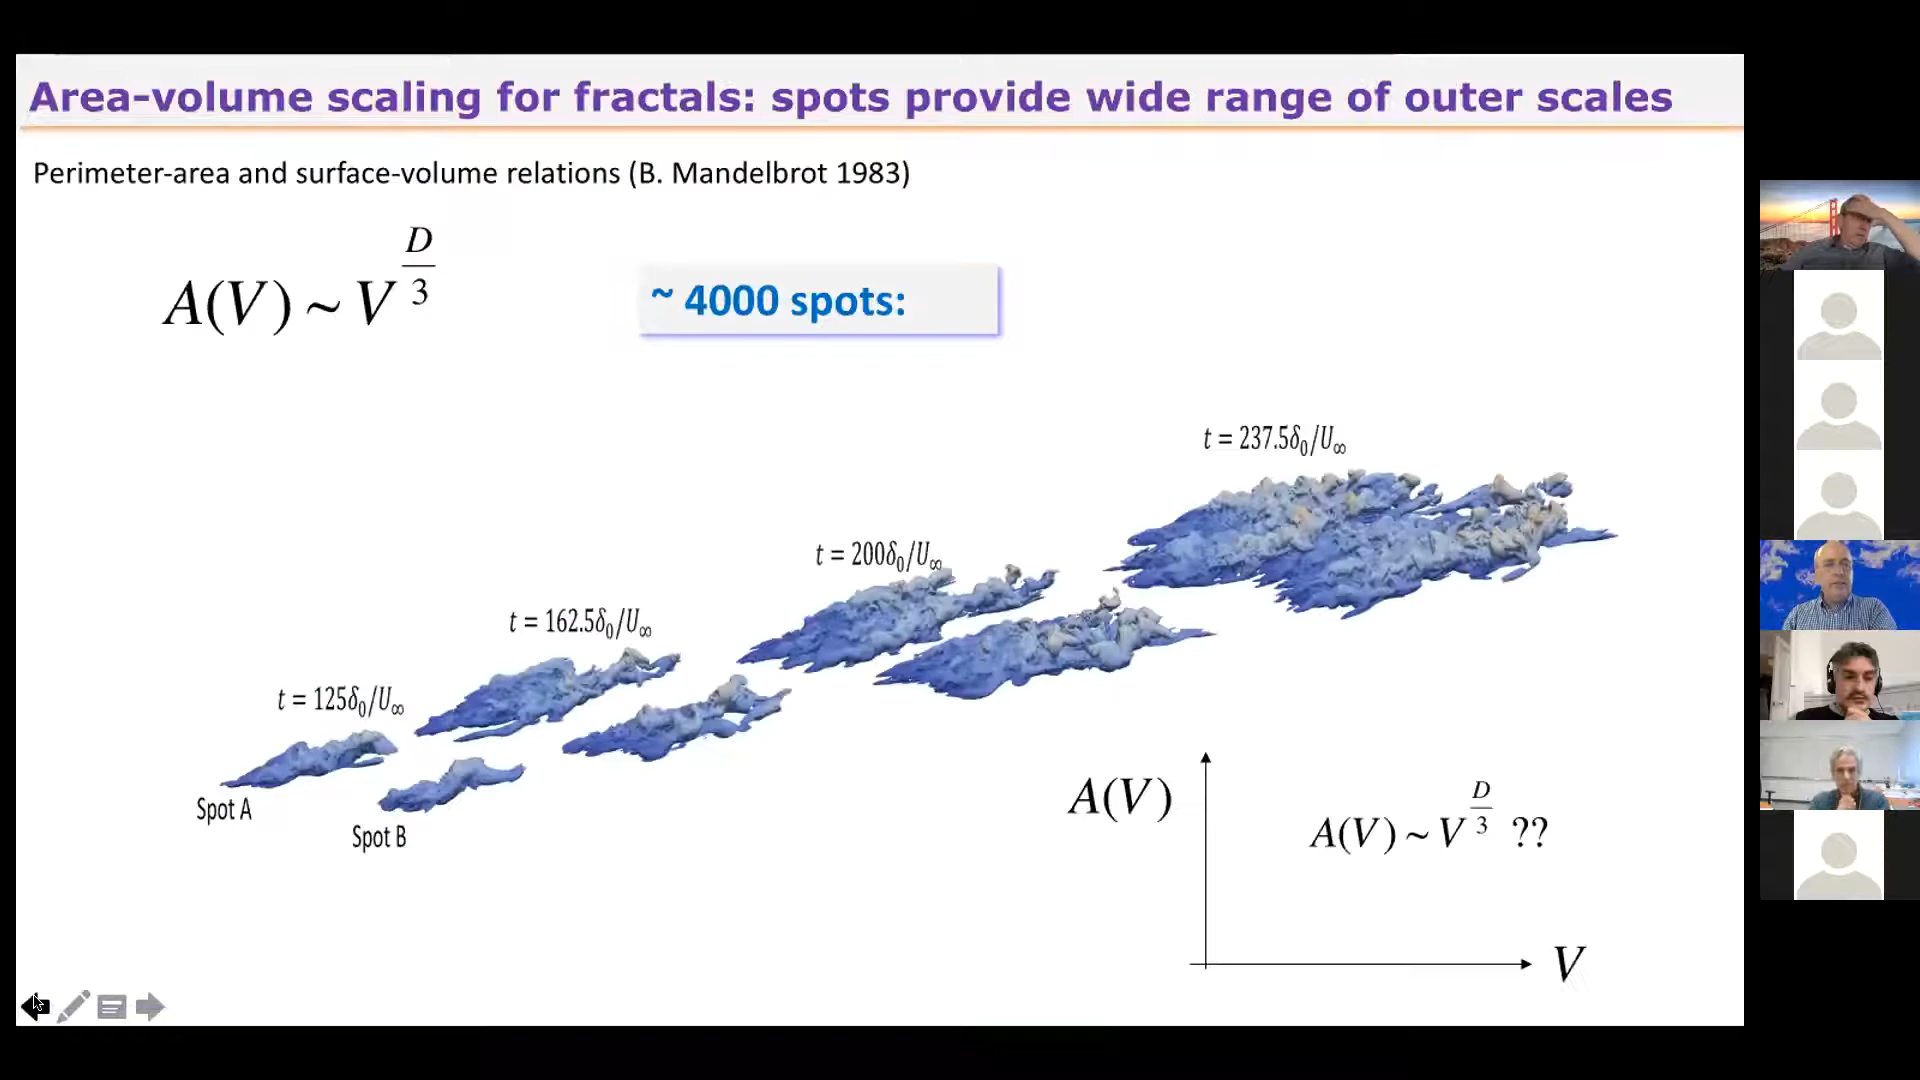 Area-volume scaling for fractals: spots provide wide range of outer scales
Perimeter-area and surface-volume relations (B. Mandelbrot 1983)
A(V) ~ V^{D/3}
~ 4000 spots:
t = 237.5δ₀/U∞
t = 200δ₀/U∞
t = 162.5δ₀/U∞
t = 125δ₀/U∞
Spot A
Spot B
A(V)
A(V) ~ V^{D/3} ??
V